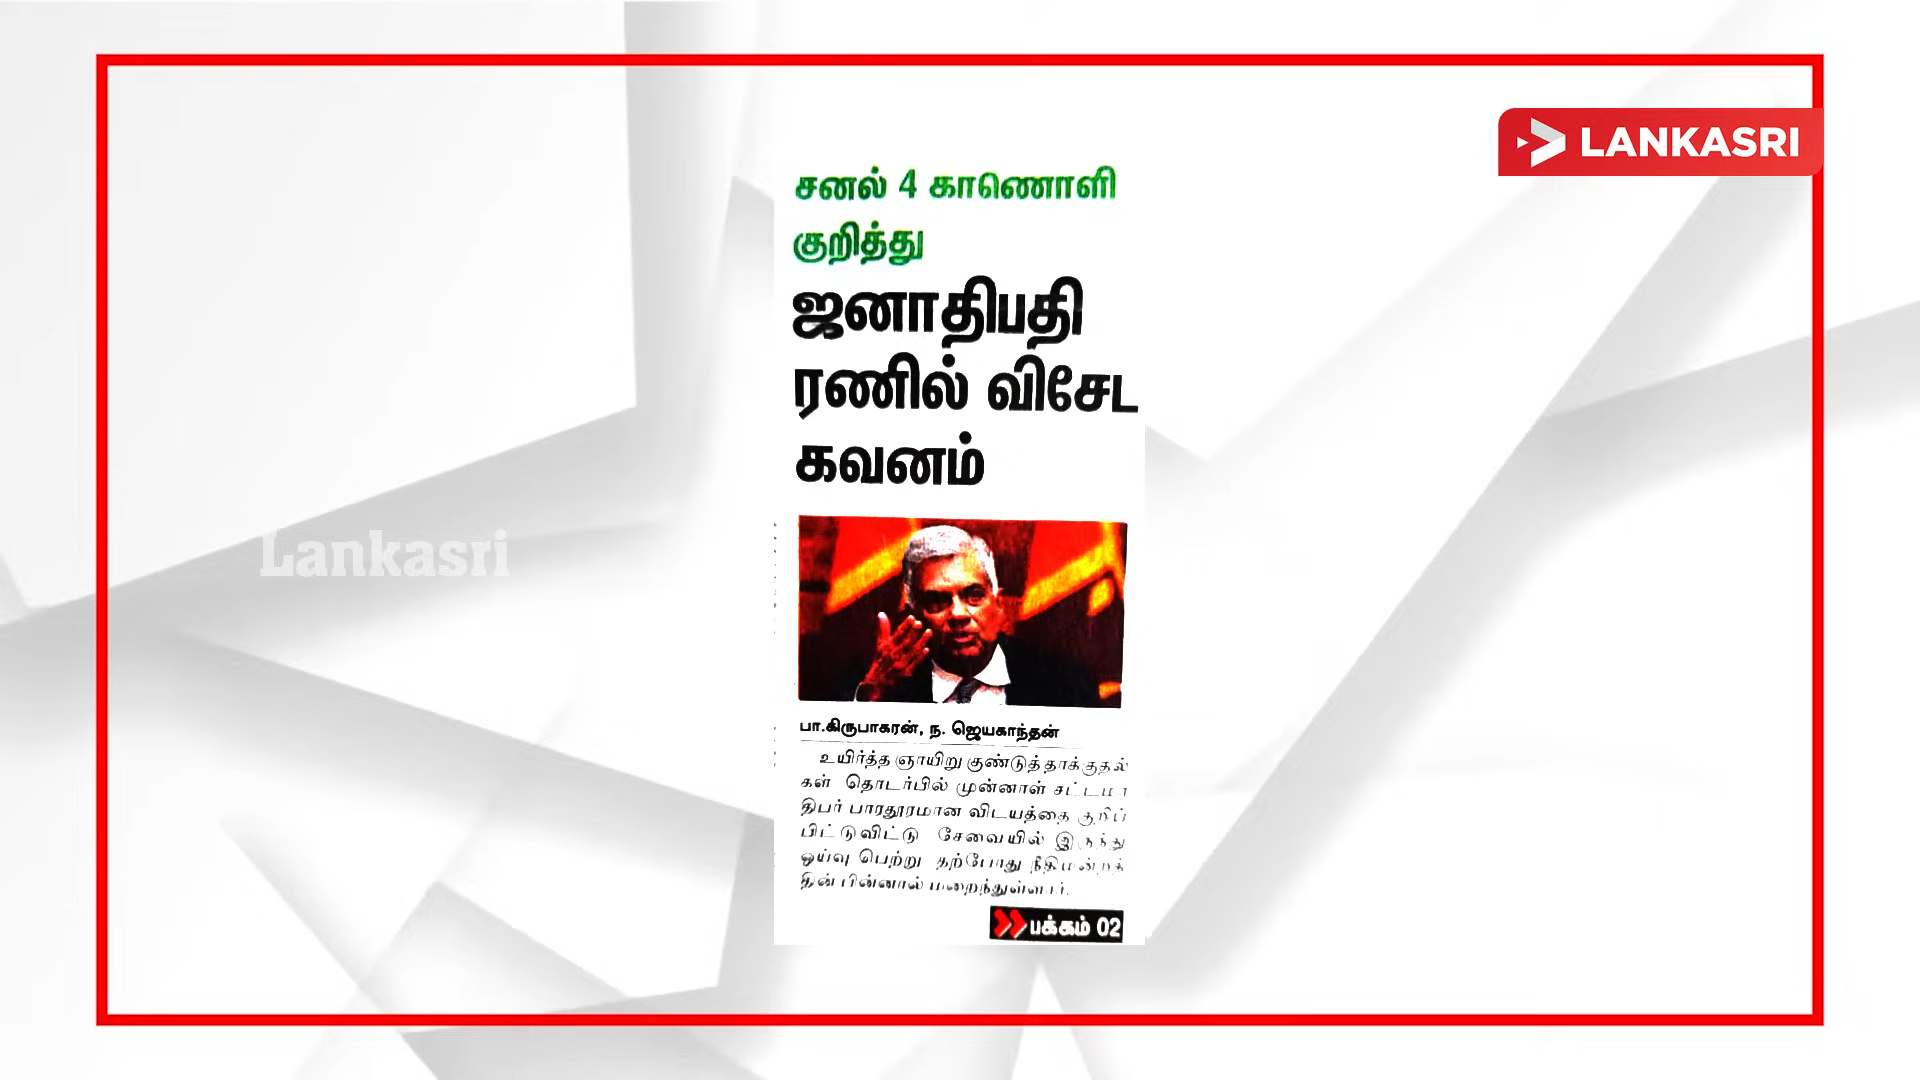 LANKASRI
சனல் 4 காணொளி
குறித்து
ஜனாதிபதி
ரணில் விசேட
கவனம்
Lankasri
பா.கிருபாகரன், ந. ஜெயகாந்தன்
உயிர்த்த ஞாயிறு குண்டுத்தாக்குதல்
கள் தொடர்பில் முன்னாள் சட்டமா
திபர் பாரதூரமான விடயத்தை குறிப்
பிட்டுவிட்டு சேவையில் இருந்து
ஓய்வு பெற்று தற்போது நீதிமன்றத்
தின் பின்னால் மறைந்துள்ளார்.
பக்கம் 02